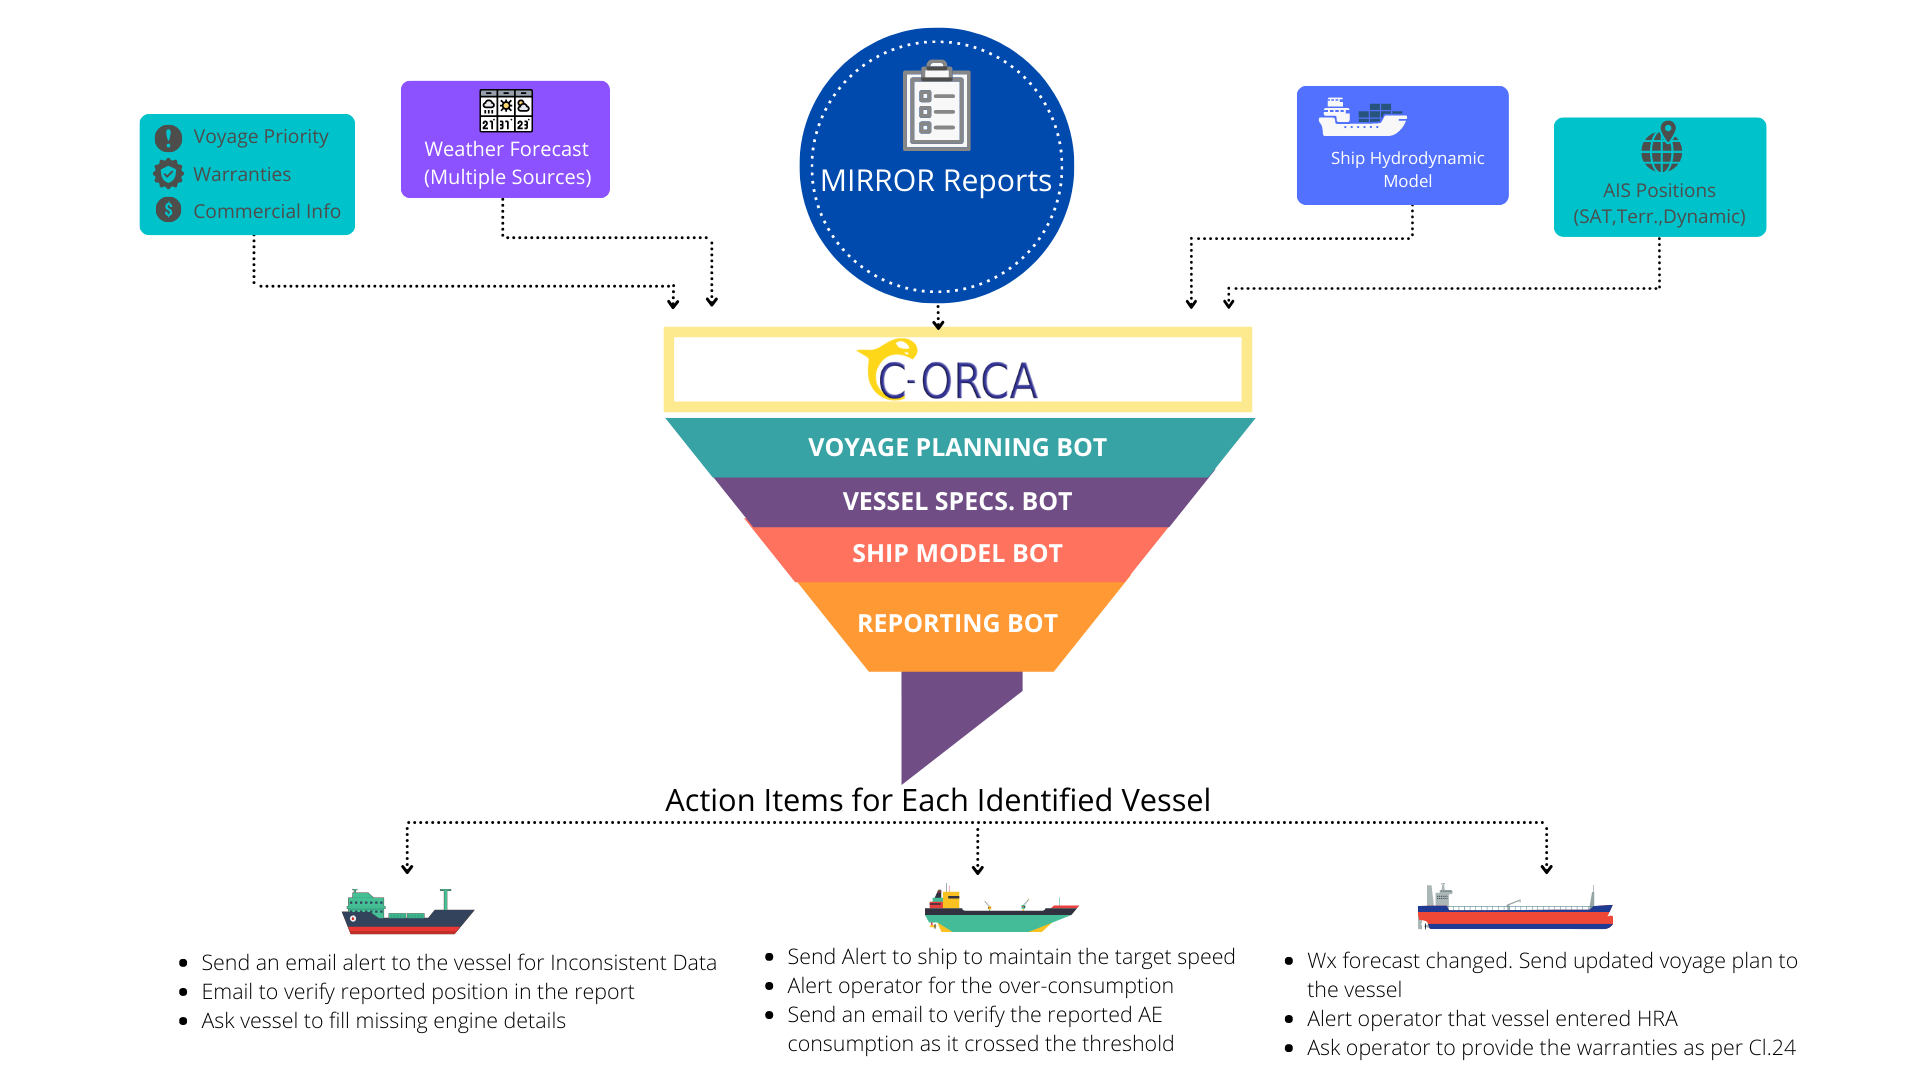 Voyage Priority
Warranties
Commercial Info
21 31 23
Weather Forecast
(Multiple Sources)
MIRROR Reports
Ship Hydrodynamic
Model
AIS Positions
(SAT,Terr.,Dynamic)
C-ORCA
VOYAGE PLANNING BOT
VESSEL SPECS. BOT
SHIP MODEL BOT
REPORTING BOT
Action Items for Each Identified Vessel
• Send an email alert to the vessel for Inconsistent Data
• Email to verify reported position in the report
• Ask vessel to fill missing engine details
• Send Alert to ship to maintain the target speed
• Alert operator for the over-consumption
• Send an email to verify the reported AE
consumption as it crossed the threshold
• Wx forecast changed. Send updated voyage plan to
the vessel
• Alert operator that vessel entered HRA
• Ask operator to provide the warranties as per Cl.24